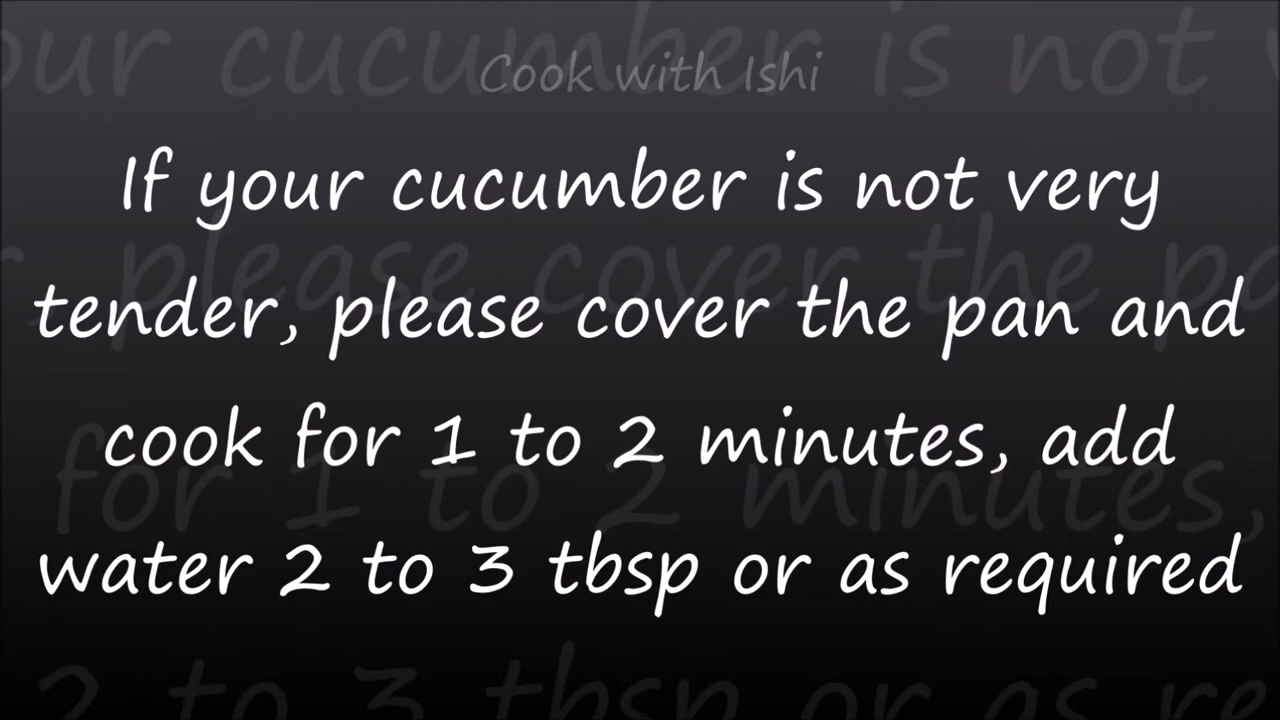 Cook with Ishi
If your cucumber is not very
tender, please cover the pan and
cook for 1 to 2 minutes, add
water 2 to 3 tbsp or as required